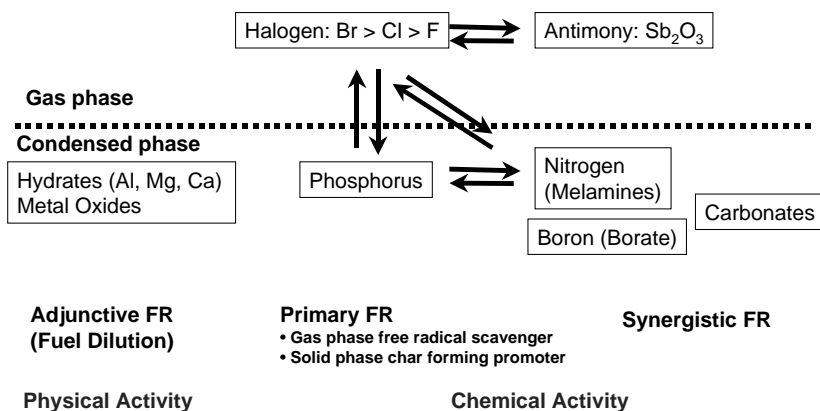 Halogen: Br > Cl > F
Antimony: Sb₂O₃
Gas phase
Condensed phase
Hydrates (Al, Mg, Ca)
Metal Oxides
Phosphorus
Nitrogen
(Melamines)
Carbonates
Boron (Borate)
Adjunctive FR
(Fuel Dilution)
Primary FR
• Gas phase free radical scavenger
• Solid phase char forming promoter
Synergistic FR
Physical Activity
Chemical Activity